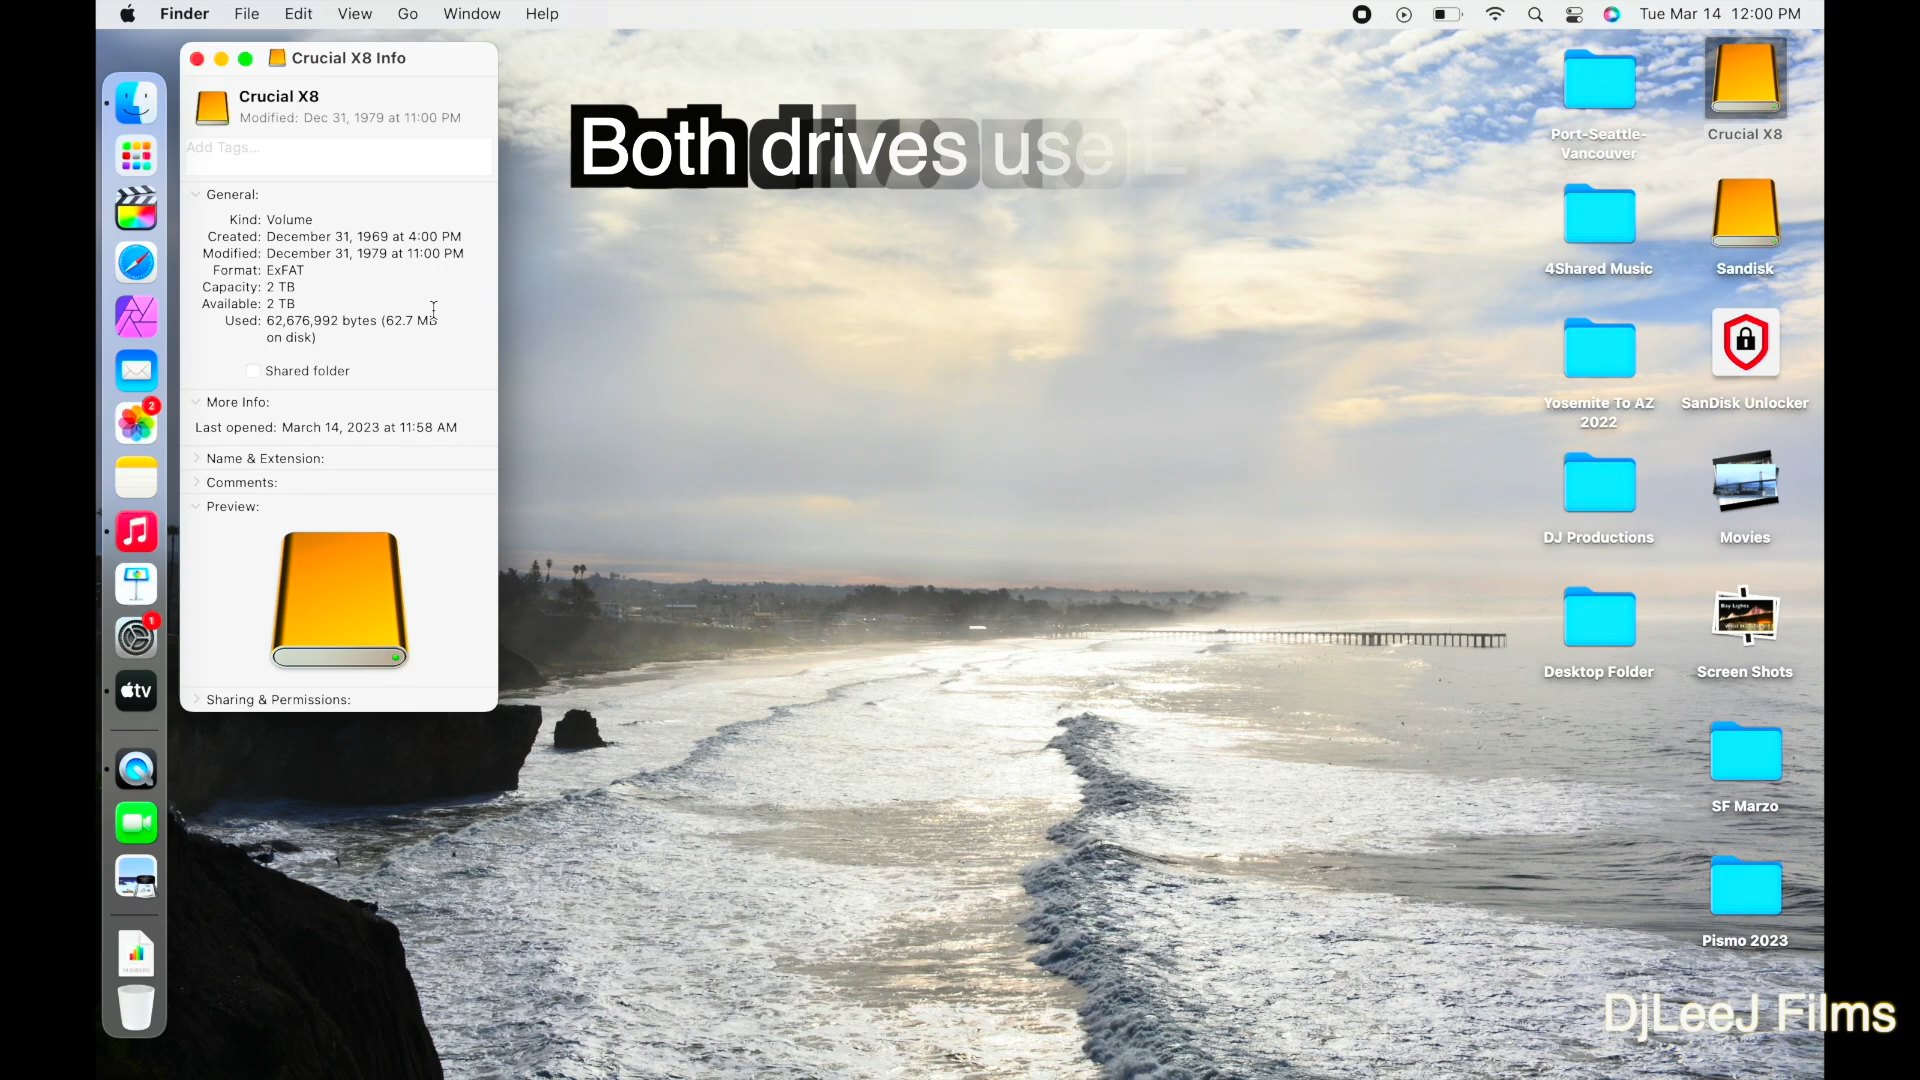 Finder File Edit View Go Window Help Tue Mar 14 12:00 PM
Crucial X8 Info
Crucial X8
Modified: Dec 31, 1979 at 11:00 PM
Add Tags...
General:
Kind: Volume
Created: December 31, 1969 at 4:00 PM
Modified: December 31, 1979 at 11:00 PM
Format: ExFAT
Capacity: 2 TB
Available: 2 TB
Used: 62,676,992 bytes (62.7 MB
on disk)
Shared folder
More Info:
Last opened: March 14, 2023 at 11:58 AM
Name & Extension:
Comments:
Preview:
Sharing & Permissions:
Both drives use
2
1
tv
NUMBERS
Port-Seattle-
Vancouver
Crucial X8
4Shared Music
Sandisk
Yosemite To AZ
2022
SanDisk Unlocker
DJ Productions
Movies
Bay Lights
Desktop Folder
Screen Shots
SF Marzo
Pismo 2023
DjLeeJ Films